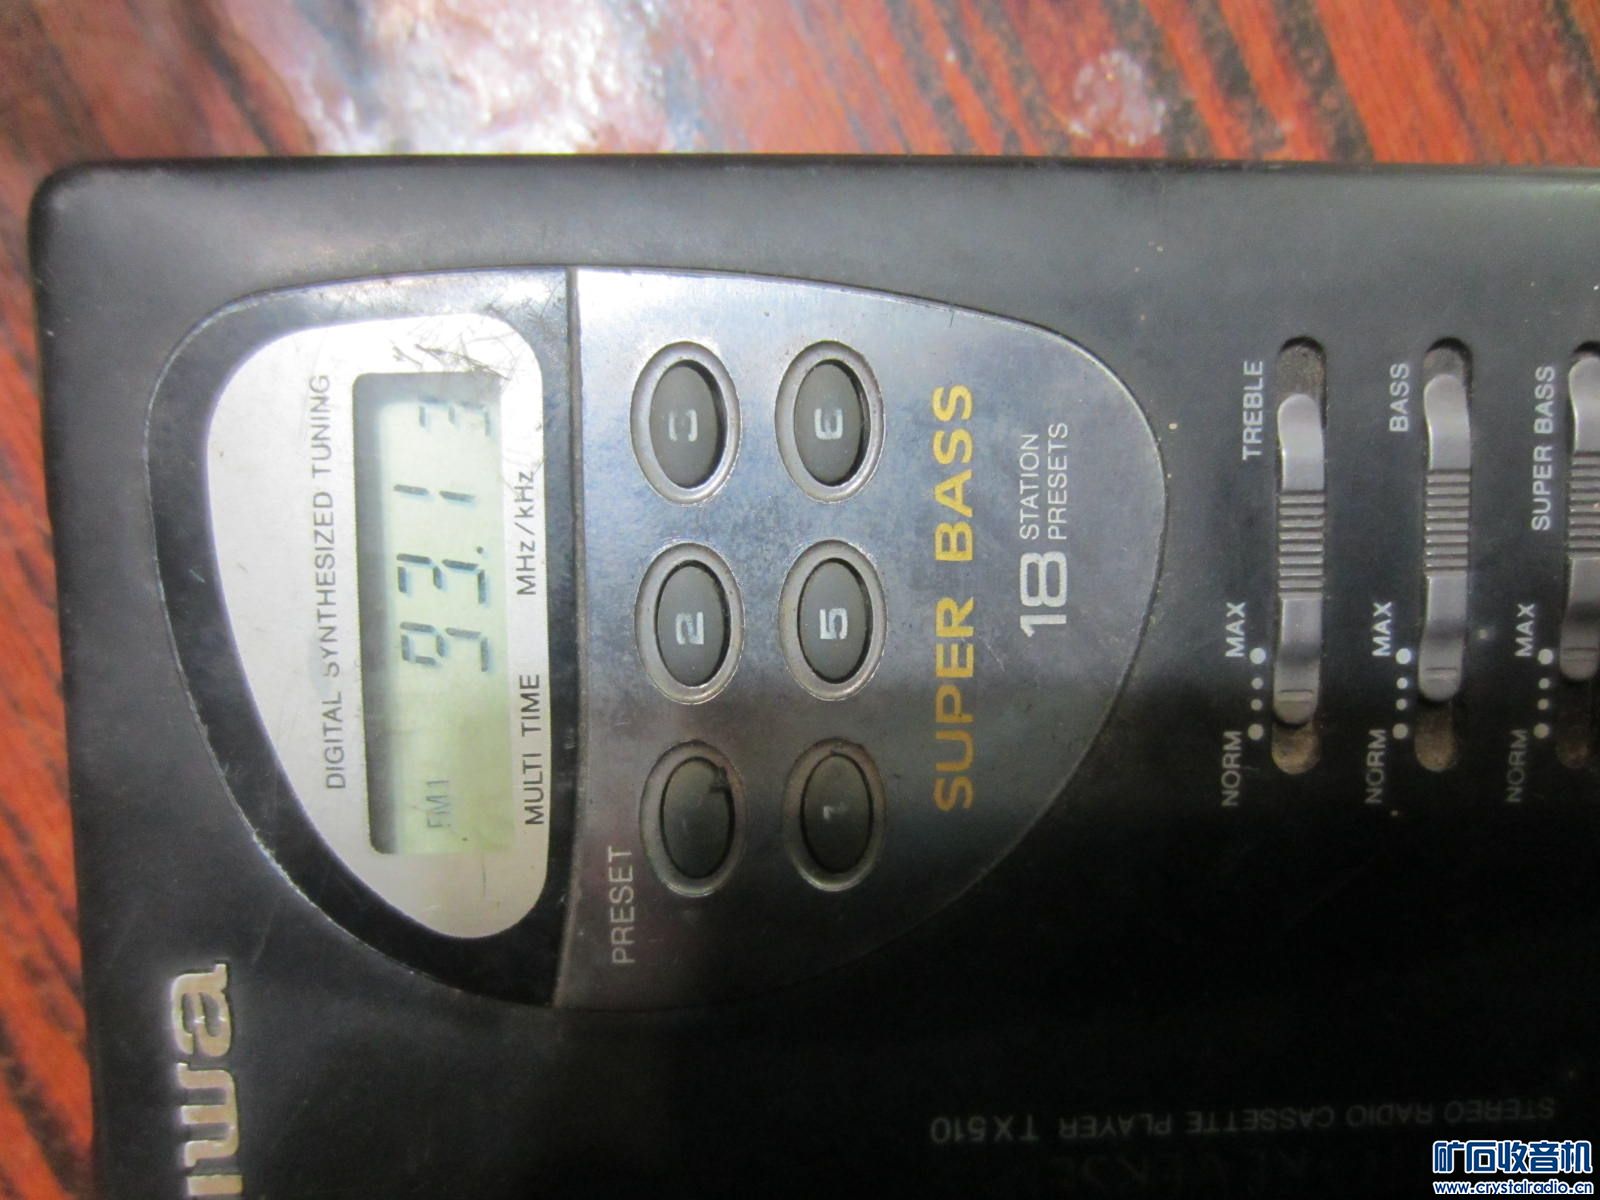 iwa
DIGITAL SYNTHESIZED TUNING
FM1 93.1 3
MULTI TIME MHz/kHz
PRESET
2 3
5 6
SUPER BASS
18 STATION
PRESETS
NORM MAX TREBLE
NORM MAX BASS
NORM MAX SUPER BASS
STEREO RADIO CASSETTE PLAYER TX510
矿石收音机
www.crystalradio.cn